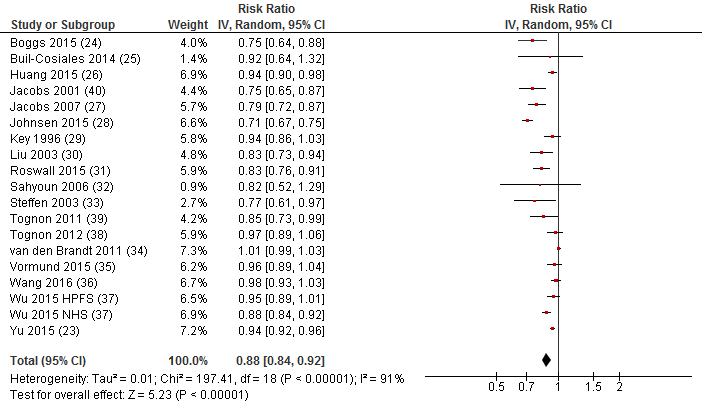 Risk Ratio Risk Ratio
Study or Subgroup Weight IV, Random, 95% CI IV, Random, 95% CI
Boggs 2015 (24) 4.0% 0.75 [0.64, 0.88]
Buil-Cosiales 2014 (25) 1.4% 0.92 [0.64, 1.32]
Huang 2015 (26) 6.9% 0.94 [0.90, 0.98]
Jacobs 2001 (40) 4.4% 0.75 [0.65, 0.87]
Jacobs 2007 (27) 5.7% 0.79 [0.72, 0.87]
Johnsen 2015 (28) 6.6% 0.71 [0.67, 0.75]
Key 1996 (29) 5.8% 0.94 [0.86, 1.03]
Liu 2003 (30) 4.8% 0.83 [0.73, 0.94]
Roswall 2015 (31) 5.9% 0.83 [0.76, 0.91]
Sahyoun 2006 (32) 0.9% 0.82 [0.52, 1.29]
Steffen 2003 (33) 2.7% 0.77 [0.61, 0.97]
Tognon 2011 (39) 4.2% 0.85 [0.73, 0.99]
Tognon 2012 (38) 5.9% 0.97 [0.89, 1.06]
van den Brandt 2011 (34) 7.3% 1.01 [0.99, 1.03]
Vormund 2015 (35) 6.2% 0.96 [0.89, 1.04]
Wang 2016 (36) 6.7% 0.98 [0.93, 1.03]
Wu 2015 HPFS (37) 6.5% 0.95 [0.89, 1.01]
Wu 2015 NHS (37) 6.9% 0.88 [0.84, 0.92]
Yu 2015 (23) 7.2% 0.94 [0.92, 0.96]
Total (95% CI) 100.0% 0.88 [0.84, 0.92]
Heterogeneity: Tau² = 0.01; Chi² = 197.41, df = 18 (P < 0.00001); I² = 91%
Test for overall effect: Z = 5.23 (P < 0.00001)
0.5 0.7 1 1.5 2